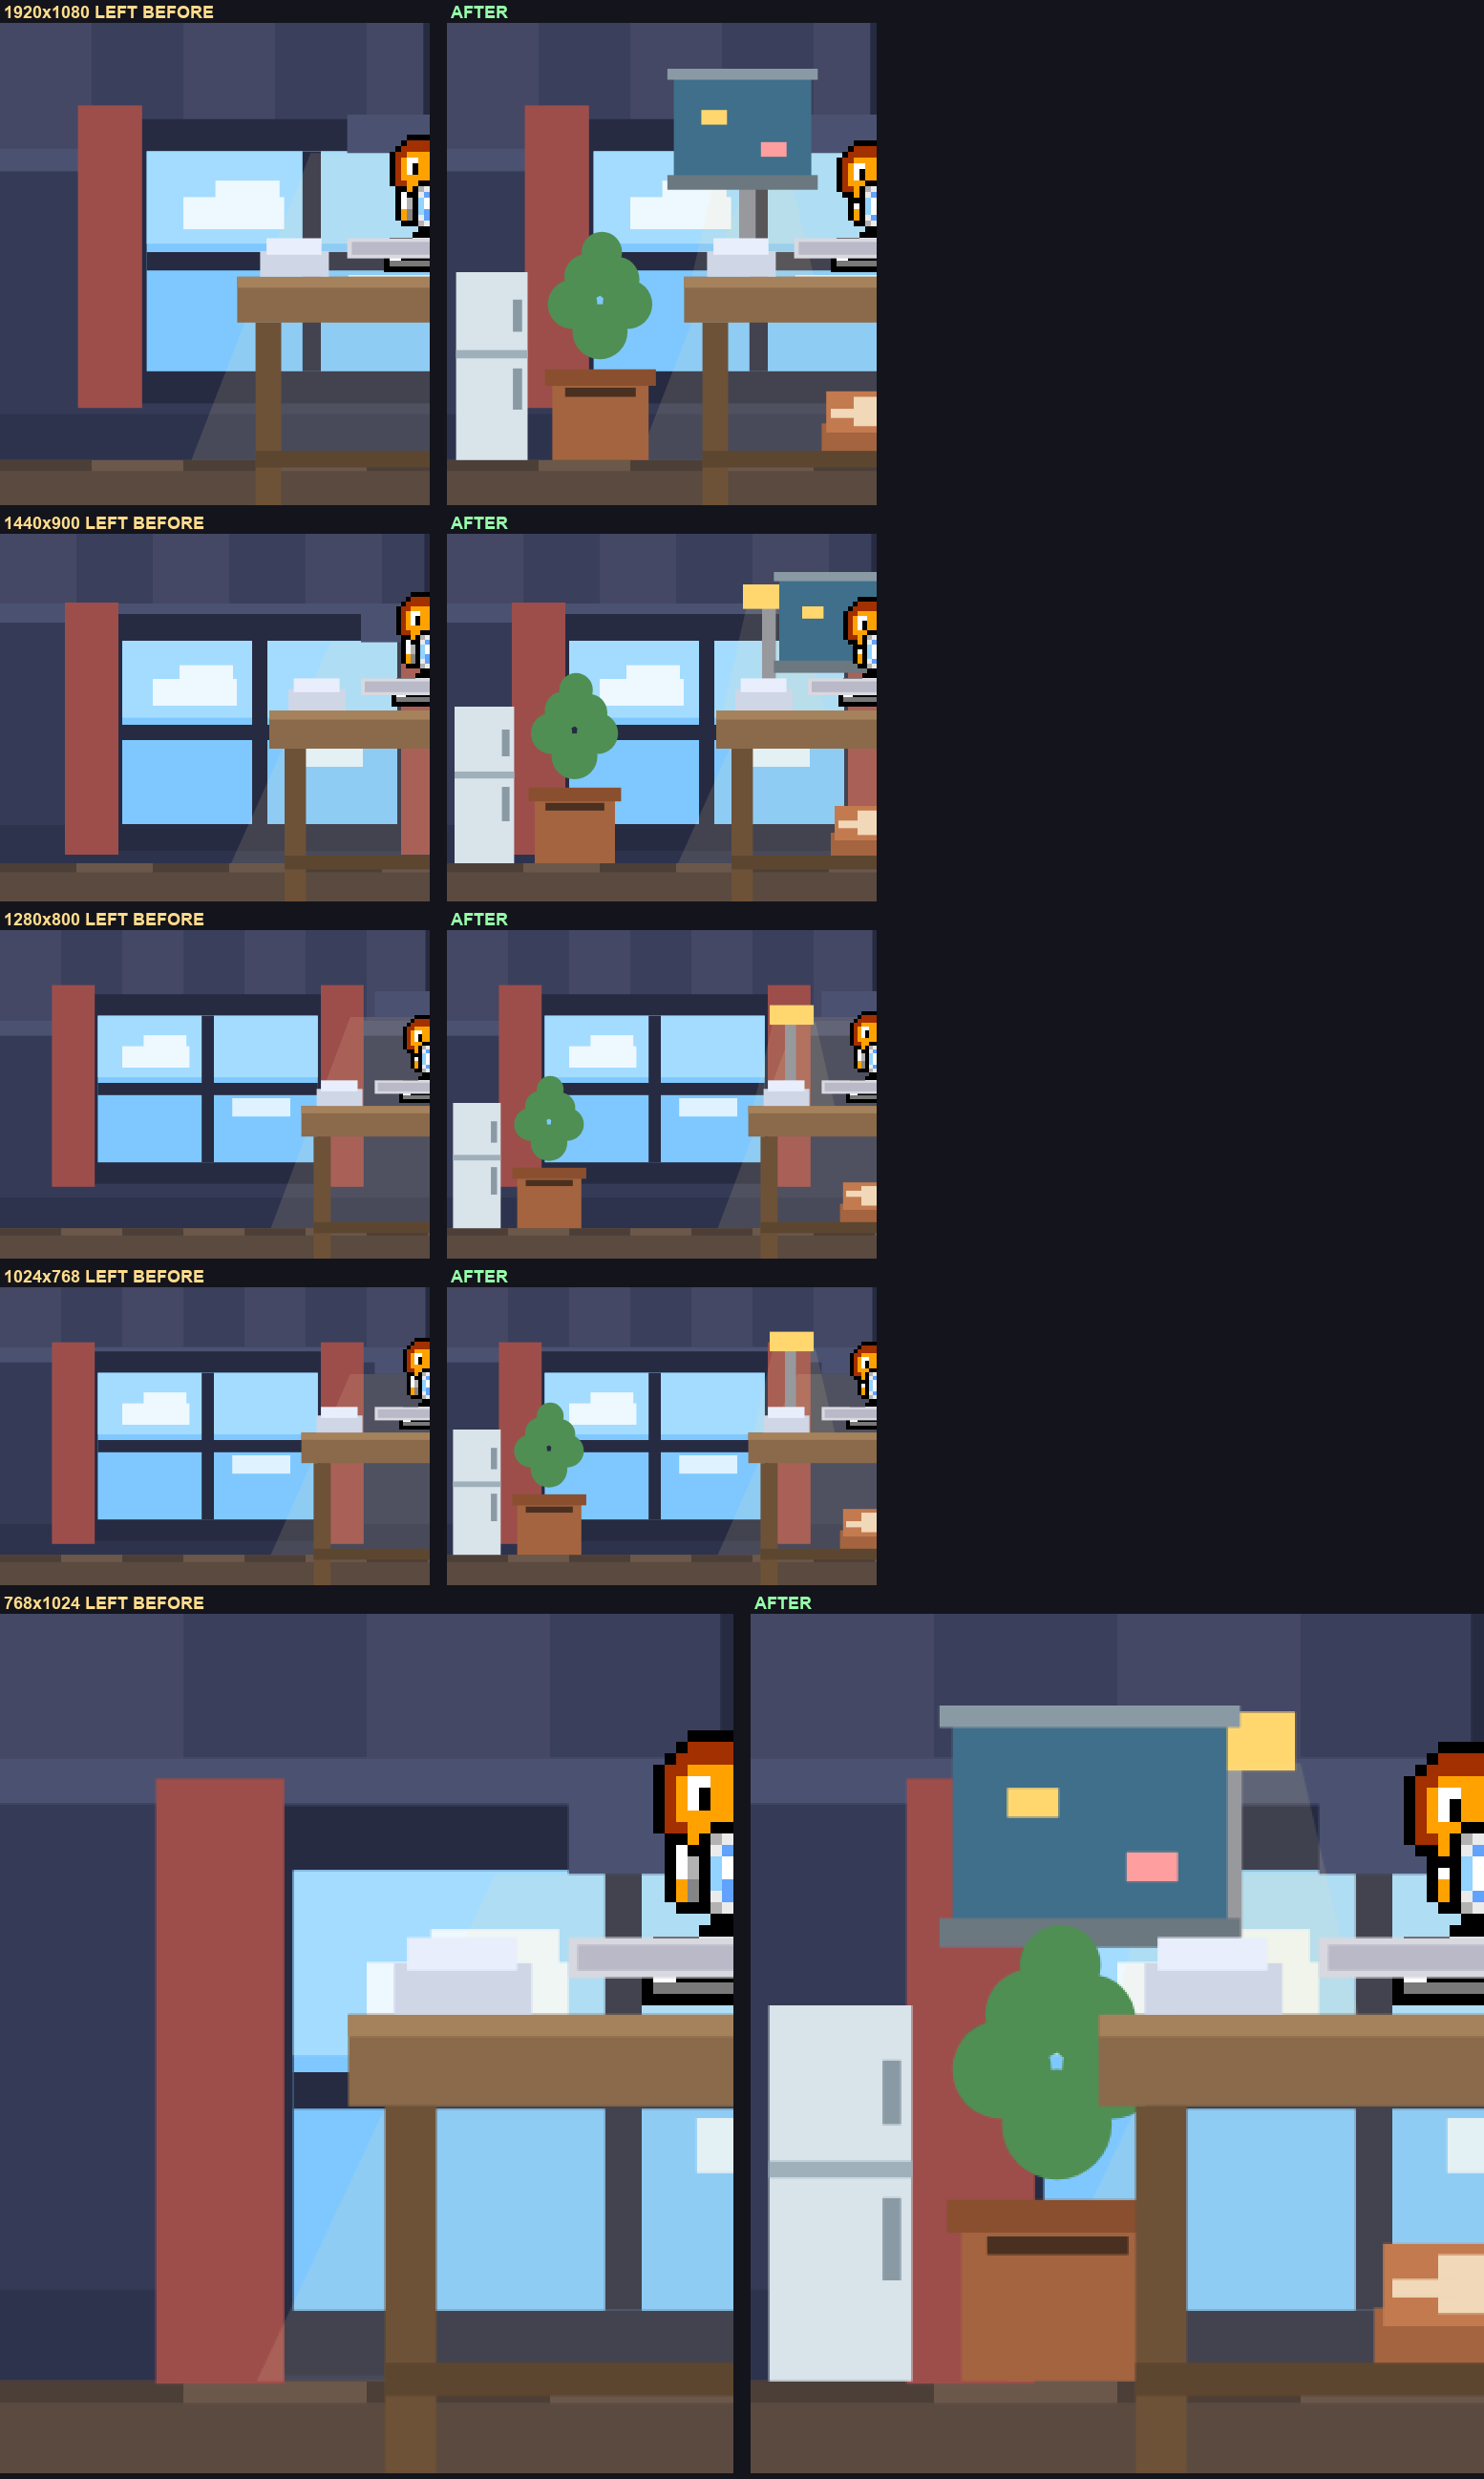 1920x1080 LEFT BEFORE
AFTER
1440x900 LEFT BEFORE
AFTER
1280x800 LEFT BEFORE
AFTER
1024x768 LEFT BEFORE
AFTER
768x1024 LEFT BEFORE
AFTER